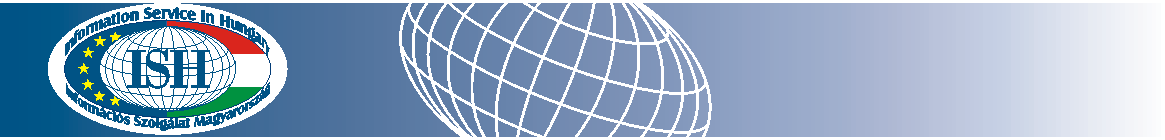 Information Service in Hungary
ISH
Információs Szolgálat Magyarország